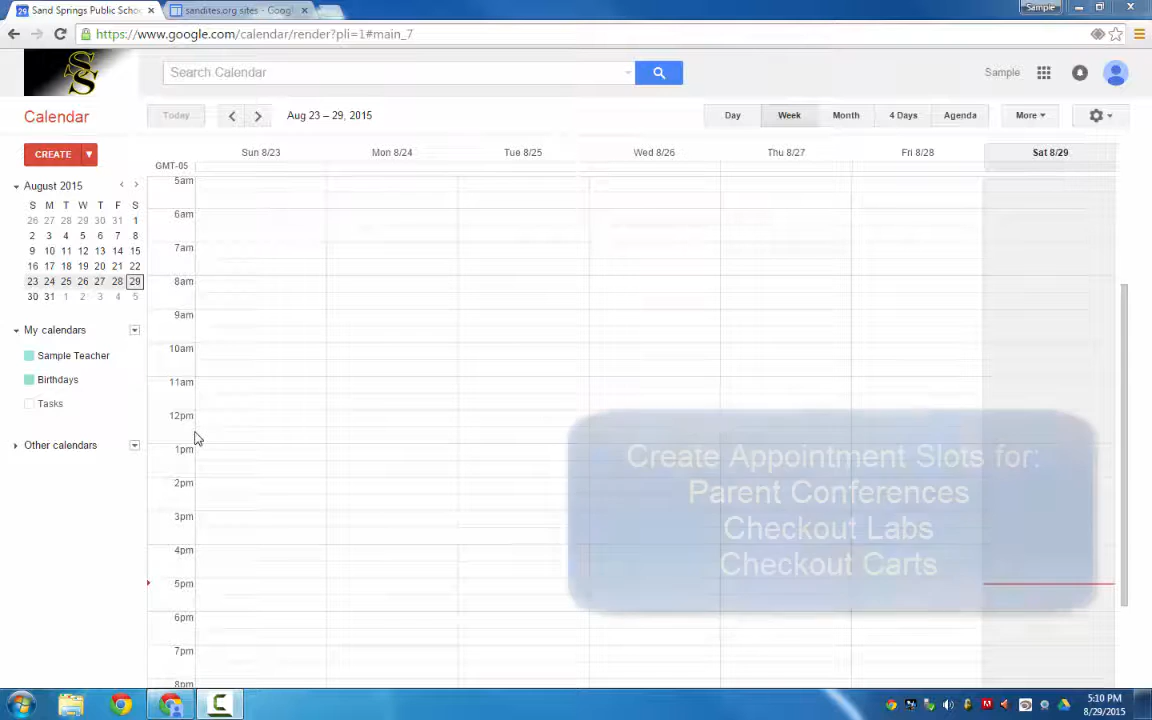 Sand Springs Public Schoo
sandites.org sites - Googl
Sample
https://www.google.com/calendar/render?pli=1#main_7
SS
Search Calendar
Sample
Calendar
Today
Aug 23 – 29, 2015
Day
Week
Month
4 Days
Agenda
More
CREATE
GMT-05
Sun 8/23
Mon 8/24
Tue 8/25
Wed 8/26
Thu 8/27
Fri 8/28
Sat 8/29
August 2015
S M T W T F S
26 27 28 29 30 31 1
2 3 4 5 6 7 8
9 10 11 12 13 14 15
16 17 18 19 20 21 22
23 24 25 26 27 28 29
30 31 1 2 3 4 5
My calendars
Sample Teacher
Birthdays
Tasks
Other calendars
5am
6am
7am
8am
9am
10am
11am
12pm
1pm
2pm
3pm
4pm
5pm
6pm
7pm
8pm
Create Appointment Slots for:
Parent Conferences
Checkout Labs
Checkout Carts
5:10 PM
8/29/2015